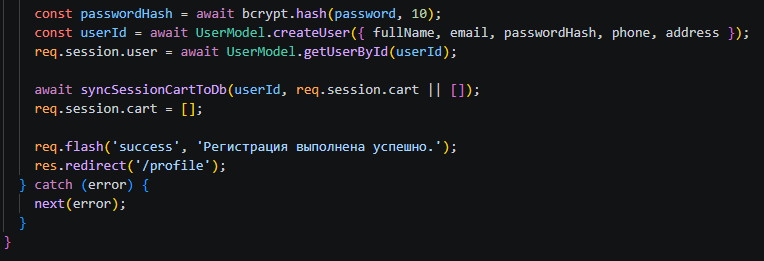 const passwordHash = await bcrypt.hash(password, 10);
const userId = await UserModel.createUser({ fullName, email, passwordHash, phone, address });
req.session.user = await UserModel.getUserById(userId);
await syncSessionCartToDb(userId, req.session.cart || []);
req.session.cart = [];
req.flash('success', 'Регистрация выполнена успешно.');
res.redirect('/profile');
} catch (error) {
next(error);
}
}